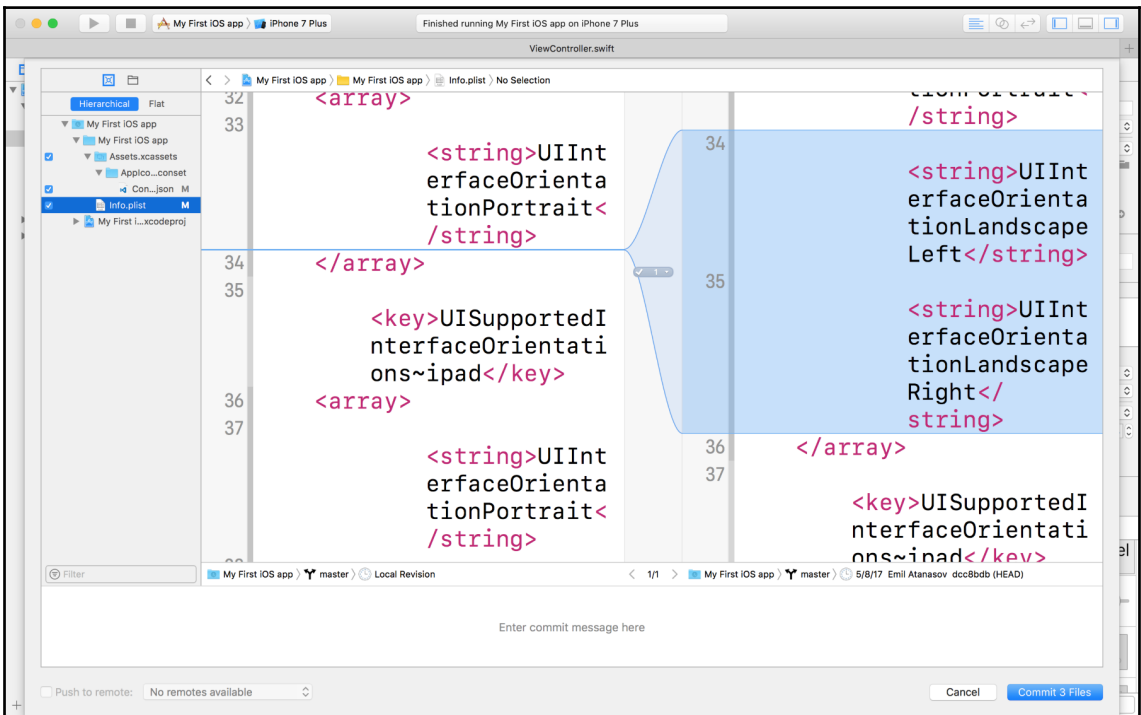 My First iOS app 〉 iPhone 7 Plus
Finished running My First iOS app on iPhone 7 Plus
ViewController.swift
Hierarchical Flat
My First iOS app
My First iOS app
Assets.xcassets
AppIco...conset
Con...json M
Info.plist M
My First i...xcodeproj
Filter
My First iOS app 〉 My First iOS app 〉 Info.plist 〉 No Selection
32 <array>
33
<string>UIInt
erfaceOrienta
tionPortrait<
/string>
34 </array>
35
<key>UISupportedI
nterfaceOrientati
ons~ipad</key>
36 <array>
37
<string>UIInt
erfaceOrienta
tionPortrait<
/string>
My First iOS app 〉 master 〉 Local Revision
1
tionPortrait<
/string>
34
<string>UIInt
erfaceOrienta
tionLandscape
Left</string>
35
<string>UIInt
erfaceOrienta
tionLandscape
Right</
string>
36 </array>
37
<key>UISupportedI
nterfaceOrientati
ons~ipad</key>
1/1
My First iOS app 〉 master 〉 5/8/17 Emil Atanasov dcc8bdb (HEAD)
el
Enter commit message here
Push to remote: No remotes available
Cancel Commit 3 Files